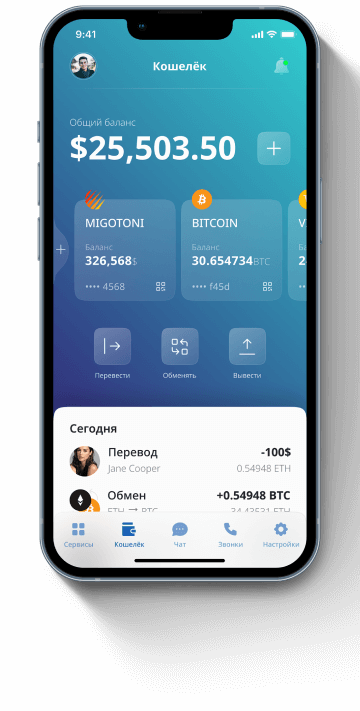 9:41
Кошелёк
Общий баланс
$25,503.50
MIGOTONI
BITCOIN
V
Баланс
Баланс
Ба
326,568$
30.654734BTC
2
•••• 4568
•••• f45d
••
Перевести
Обменять
Вывести
Сегодня
Перевод
-100$
Jane Cooper
0.54948 ETH
Обмен
+0.54948 BTC
ETH → BTC
34.43531 ETH
Сервисы
Кошелёк
Чат
Звонки
Настройки